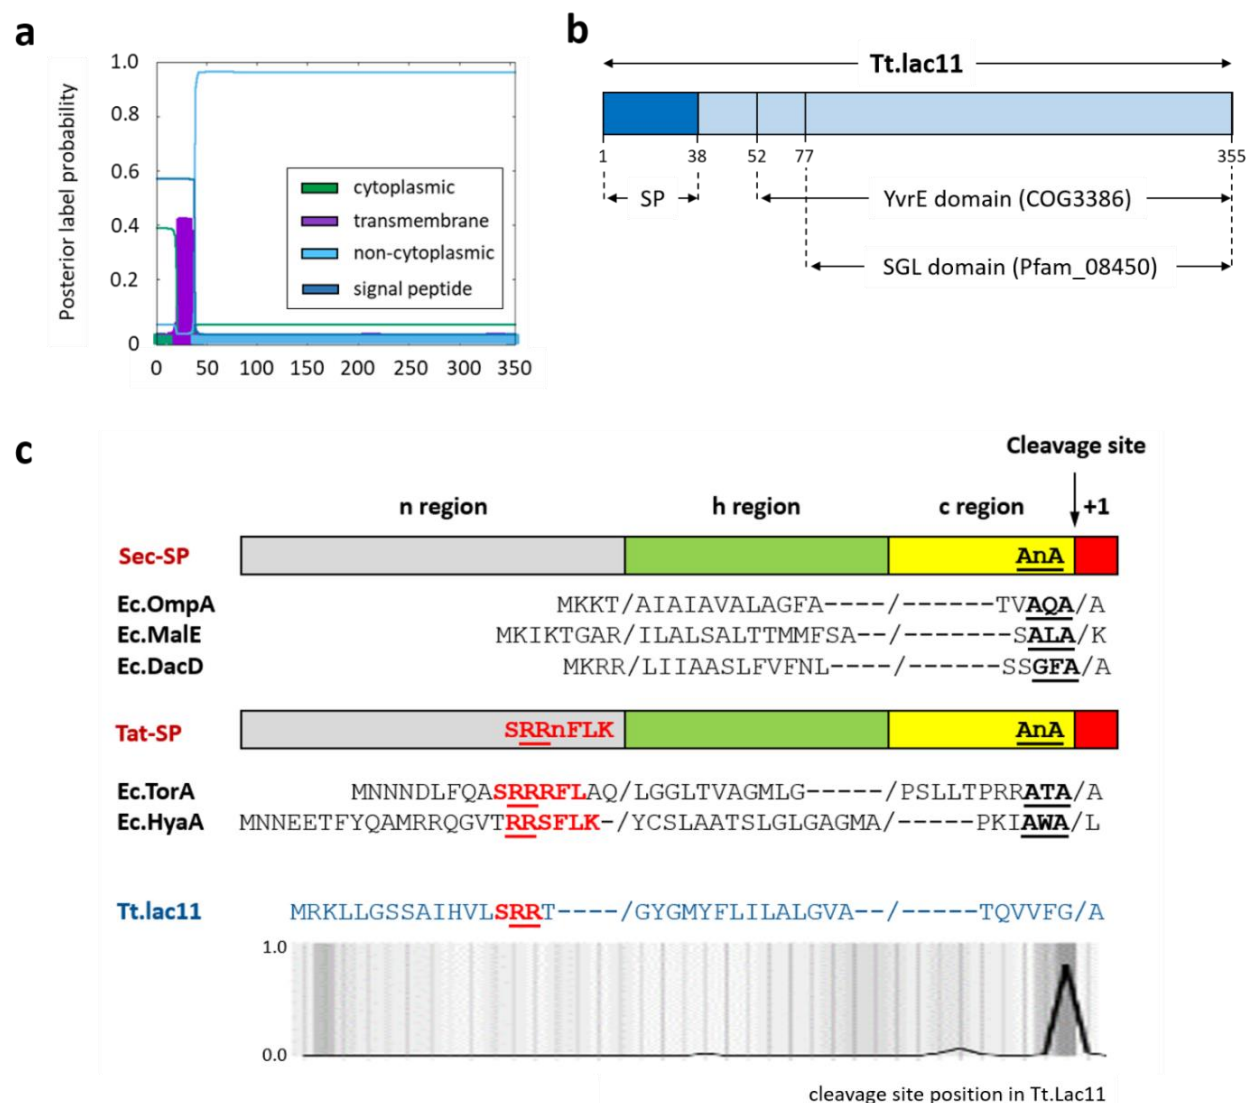 a
Posterior label probability
1.0
0.8
0.6
0.4
0.2
0
0 50 100 150 200 250 300 350
cytoplasmic
transmembrane
non-cytoplasmic
signal peptide
b
Tt.lac11
1 38 52 77 355
SP
YvrE domain (COG3386)
SGL domain (Pfam_08450)
c
Cleavage site
n region h region c region +1
Sec-SP AnA
Ec.OmpA MKKT/AIAIAVALAGFA----/------TVAQA/A
Ec.MalE MKIKTGAR/ILALSALTTMMFSA--/------SALA/K
Ec.DacD MKRR/LIIAASLFVFNL----/------SSGFA/A
Tat-SP SRRnFLK AnA
Ec.TorA MNNNDLFQASRRRFLAQ/LGGLTVAGMLG-----/PSLLTPRRATA/A
Ec.HyaA MNNEETFYQAMRRQGVTRRSFLK-/YCSLAATSLGLGAGMA/-----PKIAWA/L
Tt.lac11 MRKLLGSSAIHVLSRRT----/GYGMYFLILALGVA--/-----TQVVFG/A
1.0
0.0
cleavage site position in Tt.Lac11